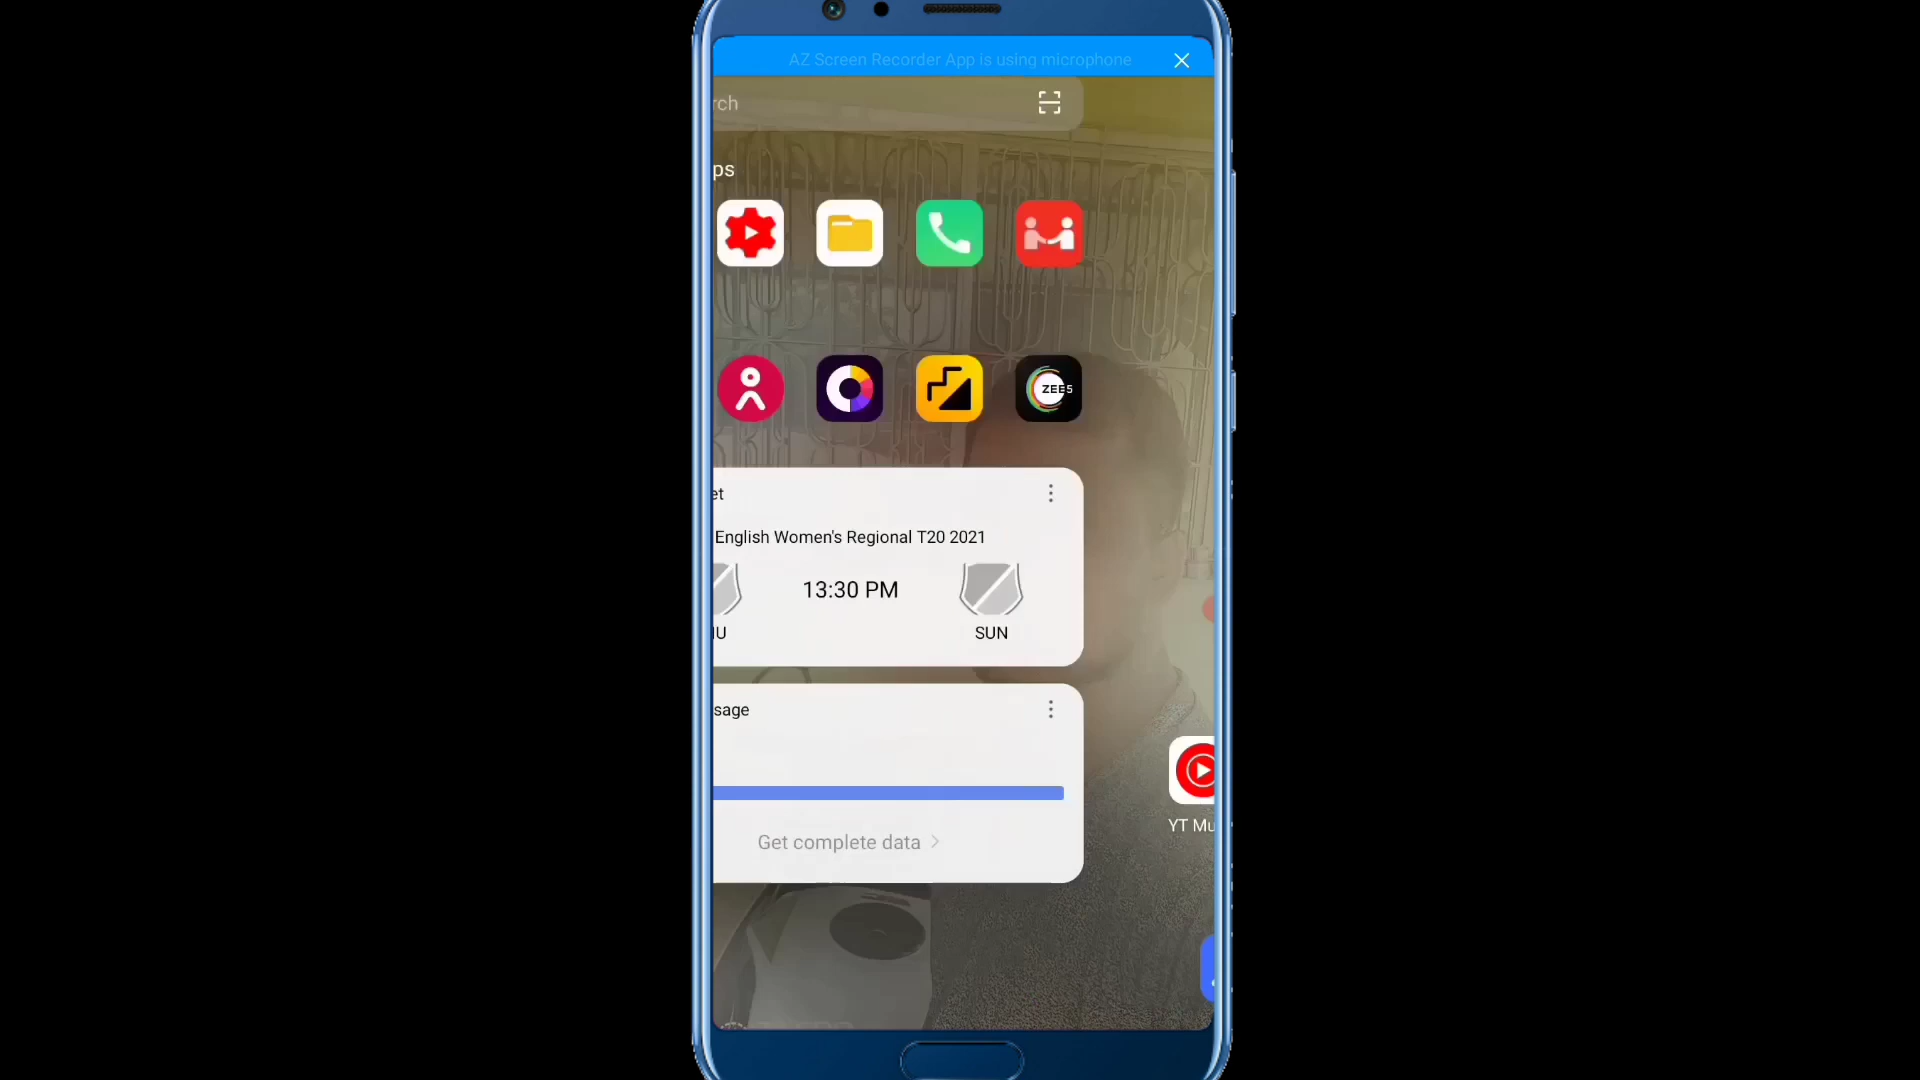 AZ Screen Recorder App is using microphone
rch
ps
ZEE5
et
English Women's Regional T20 2021
13:30 PM
IU
SUN
sage
Get complete data
YT Mu